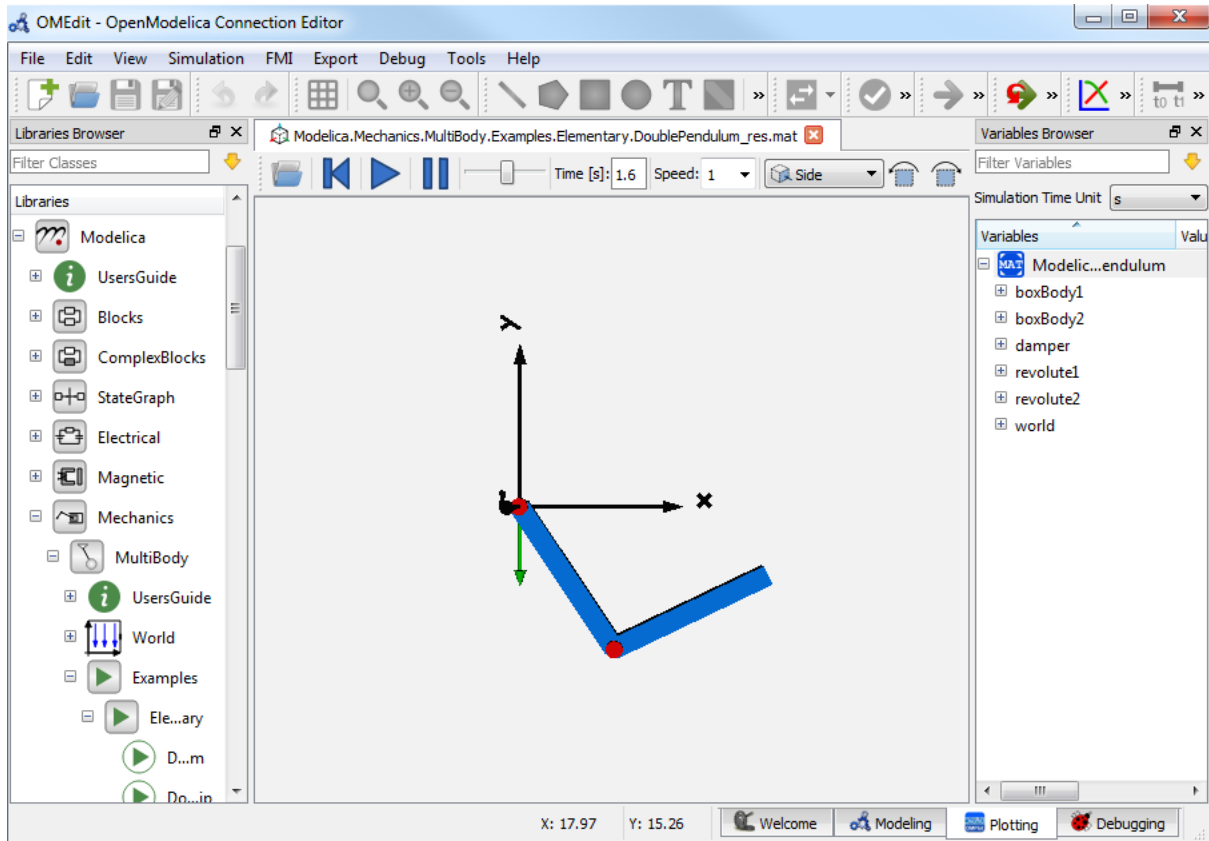 OMEdit - OpenModelica Connection Editor
File Edit View Simulation FMI Export Debug Tools Help
T » » » » » t0 t1 »
Libraries Browser
Filter Classes
Libraries
Modelica
UsersGuide
Blocks
ComplexBlocks
StateGraph
Electrical
Magnetic
Mechanics
MultiBody
UsersGuide
World
Examples
Ele...ary
D...m
Do...ip
Modelica.Mechanics.MultiBody.Examples.Elementary.DoublePendulum_res.mat
Time [s]: 1.6 Speed: 1 Side
Y
X
Variables Browser
Filter Variables
Simulation Time Unit s
Variables Valu
MAT Modelic...endulum
boxBody1
boxBody2
damper
revolute1
revolute2
world
X: 17.97 Y: 15.26 Welcome Modeling Plotting Debugging